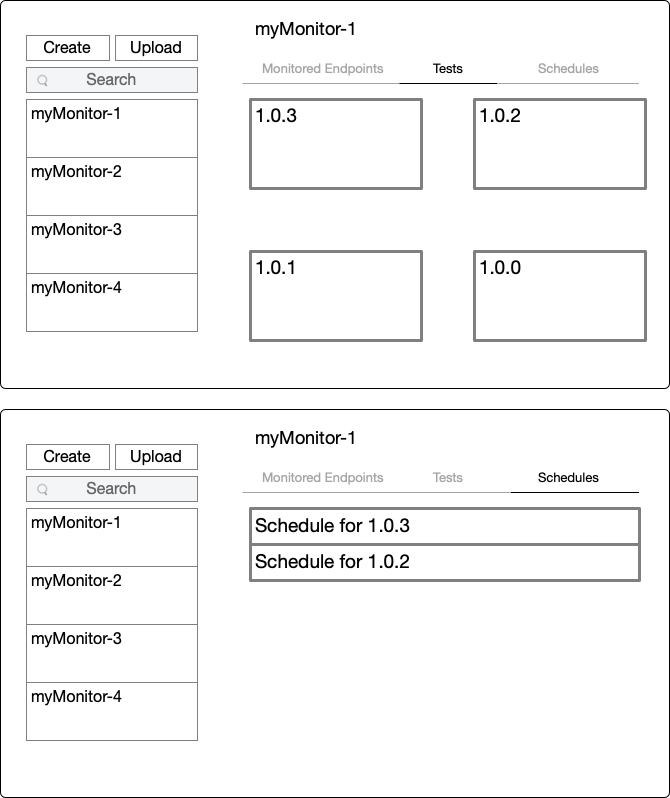 myMonitor-1
Create Upload
Search
Monitored Endpoints Tests Schedules
myMonitor-1
myMonitor-2
myMonitor-3
myMonitor-4
1.0.3 1.0.2
1.0.1 1.0.0
myMonitor-1
Create Upload
Search
Monitored Endpoints Tests Schedules
myMonitor-1
myMonitor-2
myMonitor-3
myMonitor-4
Schedule for 1.0.3
Schedule for 1.0.2